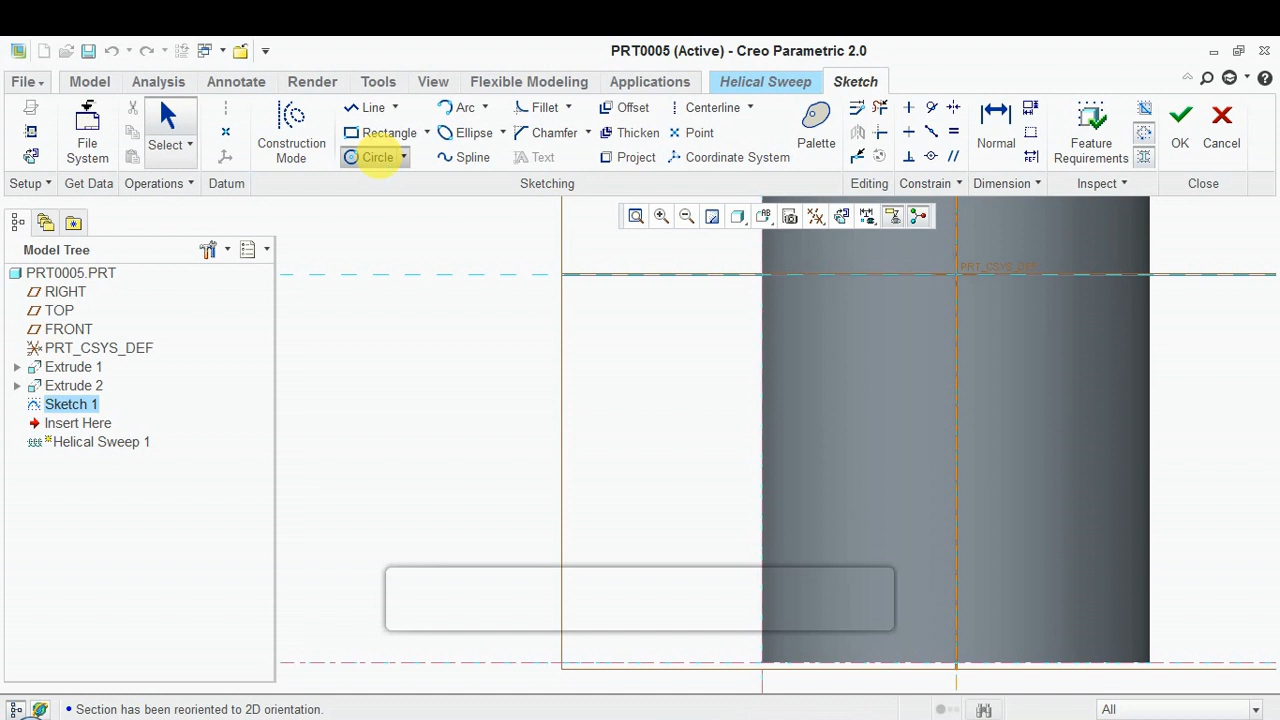 PRT0005 (Active) - Creo Parametric 2.0
File Model Analysis Annotate Render Tools View Flexible Modeling Applications Helical Sweep Sketch
Line Arc Fillet Offset Centerline
Rectangle Ellipse Chamfer Thicken Point
Circle Spline Text Project Coordinate System
File System
Select
Construction Mode
Palette
Normal
Feature Requirements
OK
Cancel
Setup Get Data Operations Datum Sketching Editing Constrain Dimension Inspect Close
Model Tree
PRT0005.PRT
RIGHT
TOP
FRONT
PRT_CSYS_DEF
Extrude 1
Extrude 2
Sketch 1
Insert Here
Helical Sweep 1
PRT_CSYS_DEF
Section has been reoriented to 2D orientation.
All